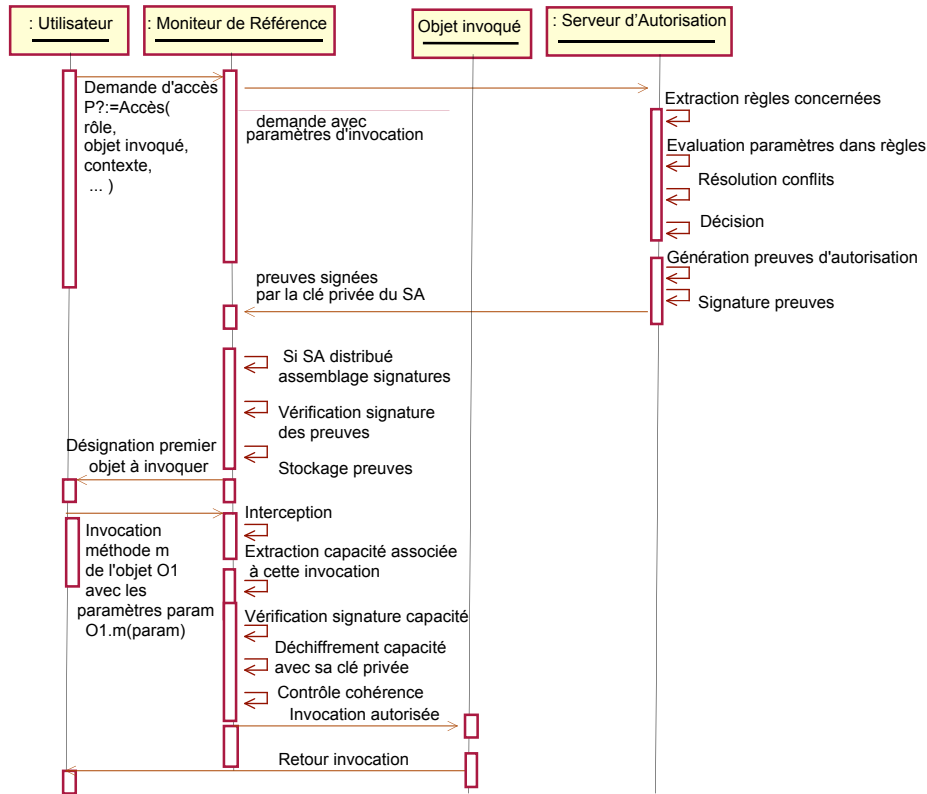 : Utilisateur
: Moniteur de Référence
Objet invoqué
: Serveur d'Autorisation
Demande d'accès
P?:=Accès(
rôle,
objet invoqué,
contexte,
... )
demande avec
paramètres d'invocation
Extraction règles concernées
Evaluation paramètres dans règles
Résolution conflits
Décision
Génération preuves d'autorisation
Signature preuves
preuves signées
par la clé privée du SA
Si SA distribué
assemblage signatures
Vérification signature
des preuves
Stockage preuves
Désignation premier
objet à invoquer
Interception
Invocation
méthode m
de l'objet O1
avec les
paramètres param
O1.m(param)
Extraction capacité associée
à cette invocation
Vérification signature capacité
Déchiffrement capacité
avec sa clé privée
Contrôle cohérence
Invocation autorisée
Retour invocation